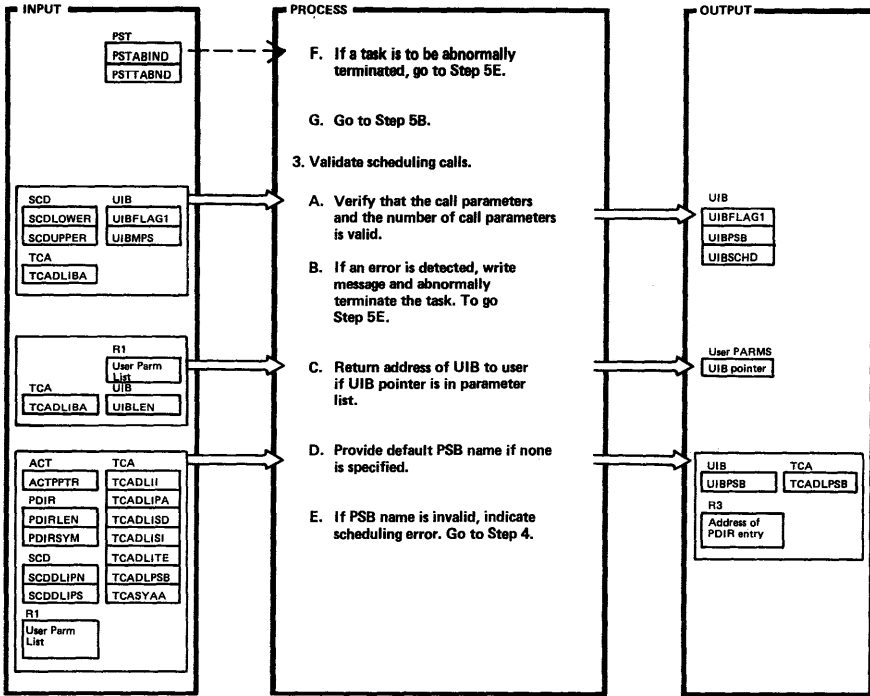 INPUT
PST
PSTABIND
PSTTABND
SCD
SCDLOWER
SCDUPPER
TCA
TCADLIBA
UIB
UIBFLAG1
UIBMPS
R1
User Parm
List
TCA
TCADLIBA
UIB
UIBLEN
ACT
ACTPPTR
PDIR
PDIRLEN
PDIRSYM
SCD
SCDDLIPN
SCDDLIPS
R1
User Parm
List
TCA
TCADLII
TCADLIPA
TCADLISD
TCADLISI
TCADLITE
TCADLPSB
TCASYAA
PROCESS
F. If a task is to be abnormally
terminated, go to Step 5E.
G. Go to Step 5B.
3. Validate scheduling calls.
A. Verify that the call parameters
and the number of call parameters
is valid.
B. If an error is detected, write
message and abnormally
terminate the task. To go
Step 5E.
C. Return address of UIB to user
if UIB pointer is in parameter
list.
D. Provide default PSB name if none
is specified.
E. If PSB name is invalid, indicate
scheduling error. Go to Step 4.
OUTPUT
UIB
UIBFLAG1
UIBPSB
UIBSCHD
User PARMS
UIB pointer
UIB
UIBPSB
TCA
TCADLPSB
R3
Address of
PDIR entry